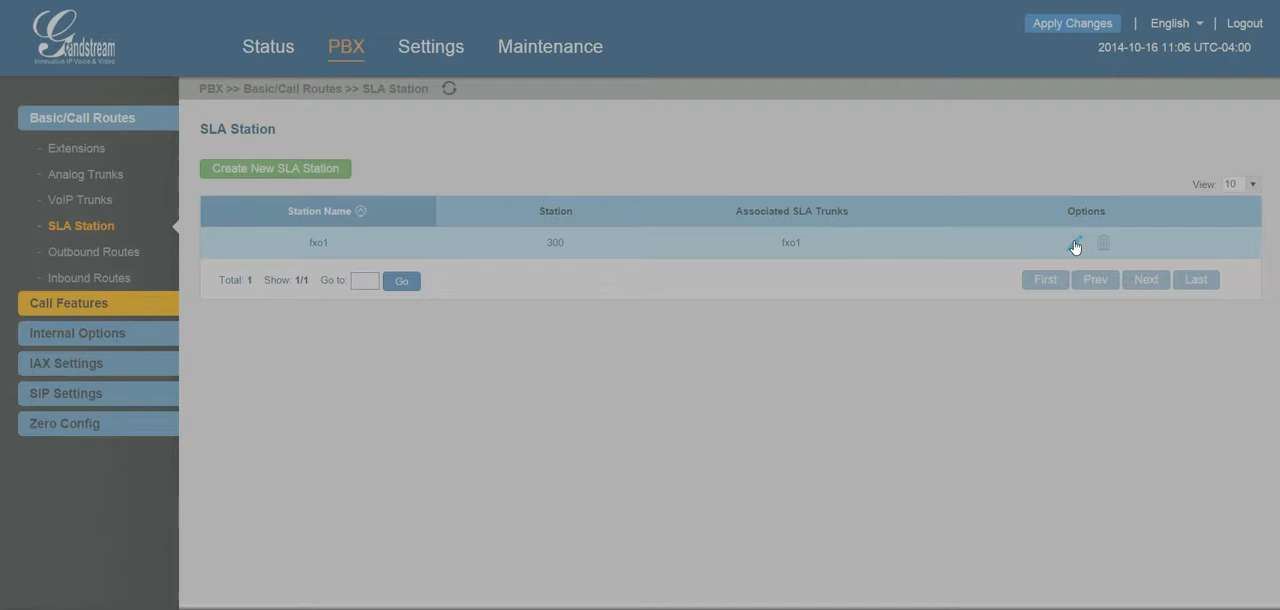 Grandstream
Innovative IP Voice & Video
Status PBX Settings Maintenance
Apply Changes | English | Logout
2014-10-16 11:06 UTC-04:00
PBX >> Basic/Call Routes >> SLA Station
Basic/Call Routes
- Extensions
- Analog Trunks
- VoIP Trunks
- SLA Station
- Outbound Routes
- Inbound Routes
Call Features
Internal Options
IAX Settings
SIP Settings
Zero Config
SLA Station
Create New SLA Station
View: 10
Station Name Station Associated SLA Trunks Options
fxo1 300 fxo1
Total: 1 Show: 1/1 Go to: Go
First Prev Next Last